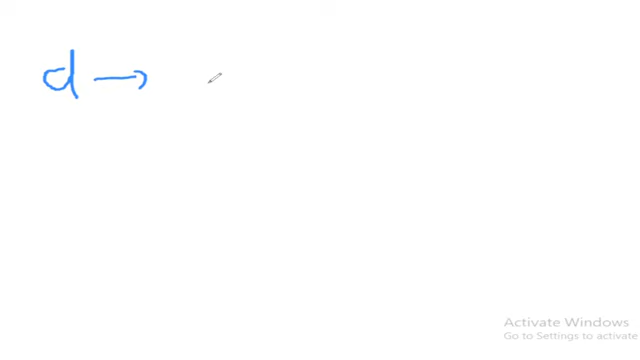 d →
Activate Windows
Go to Settings to activate